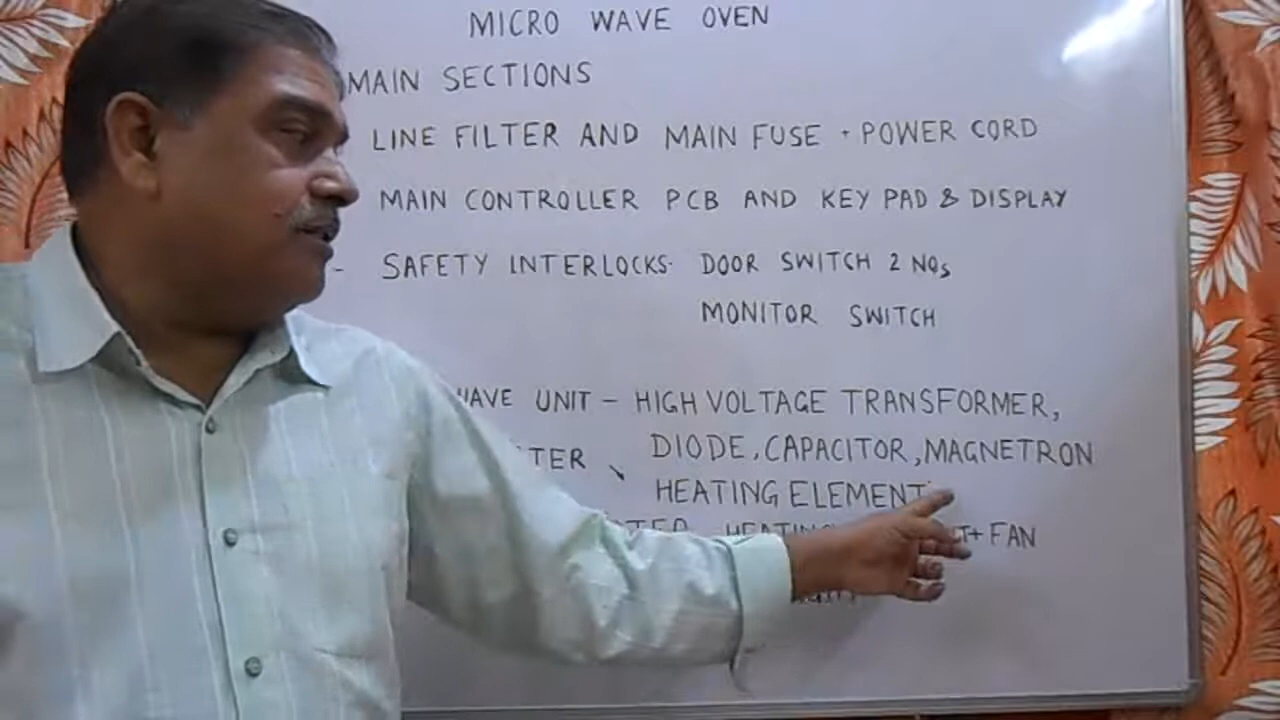 MICRO WAVE OVEN
MAIN SECTIONS
LINE FILTER AND MAIN FUSE + POWER CORD
MAIN CONTROLLER PCB AND KEY PAD & DISPLAY
- SAFETY INTERLOCKS- DOOR SWITCH 2 NOs
MONITOR SWITCH
WAVE UNIT - HIGH VOLTAGE TRANSFORMER,
DIODE, CAPACITOR, MAGNETRON
HEATING ELEMENT
+ FAN